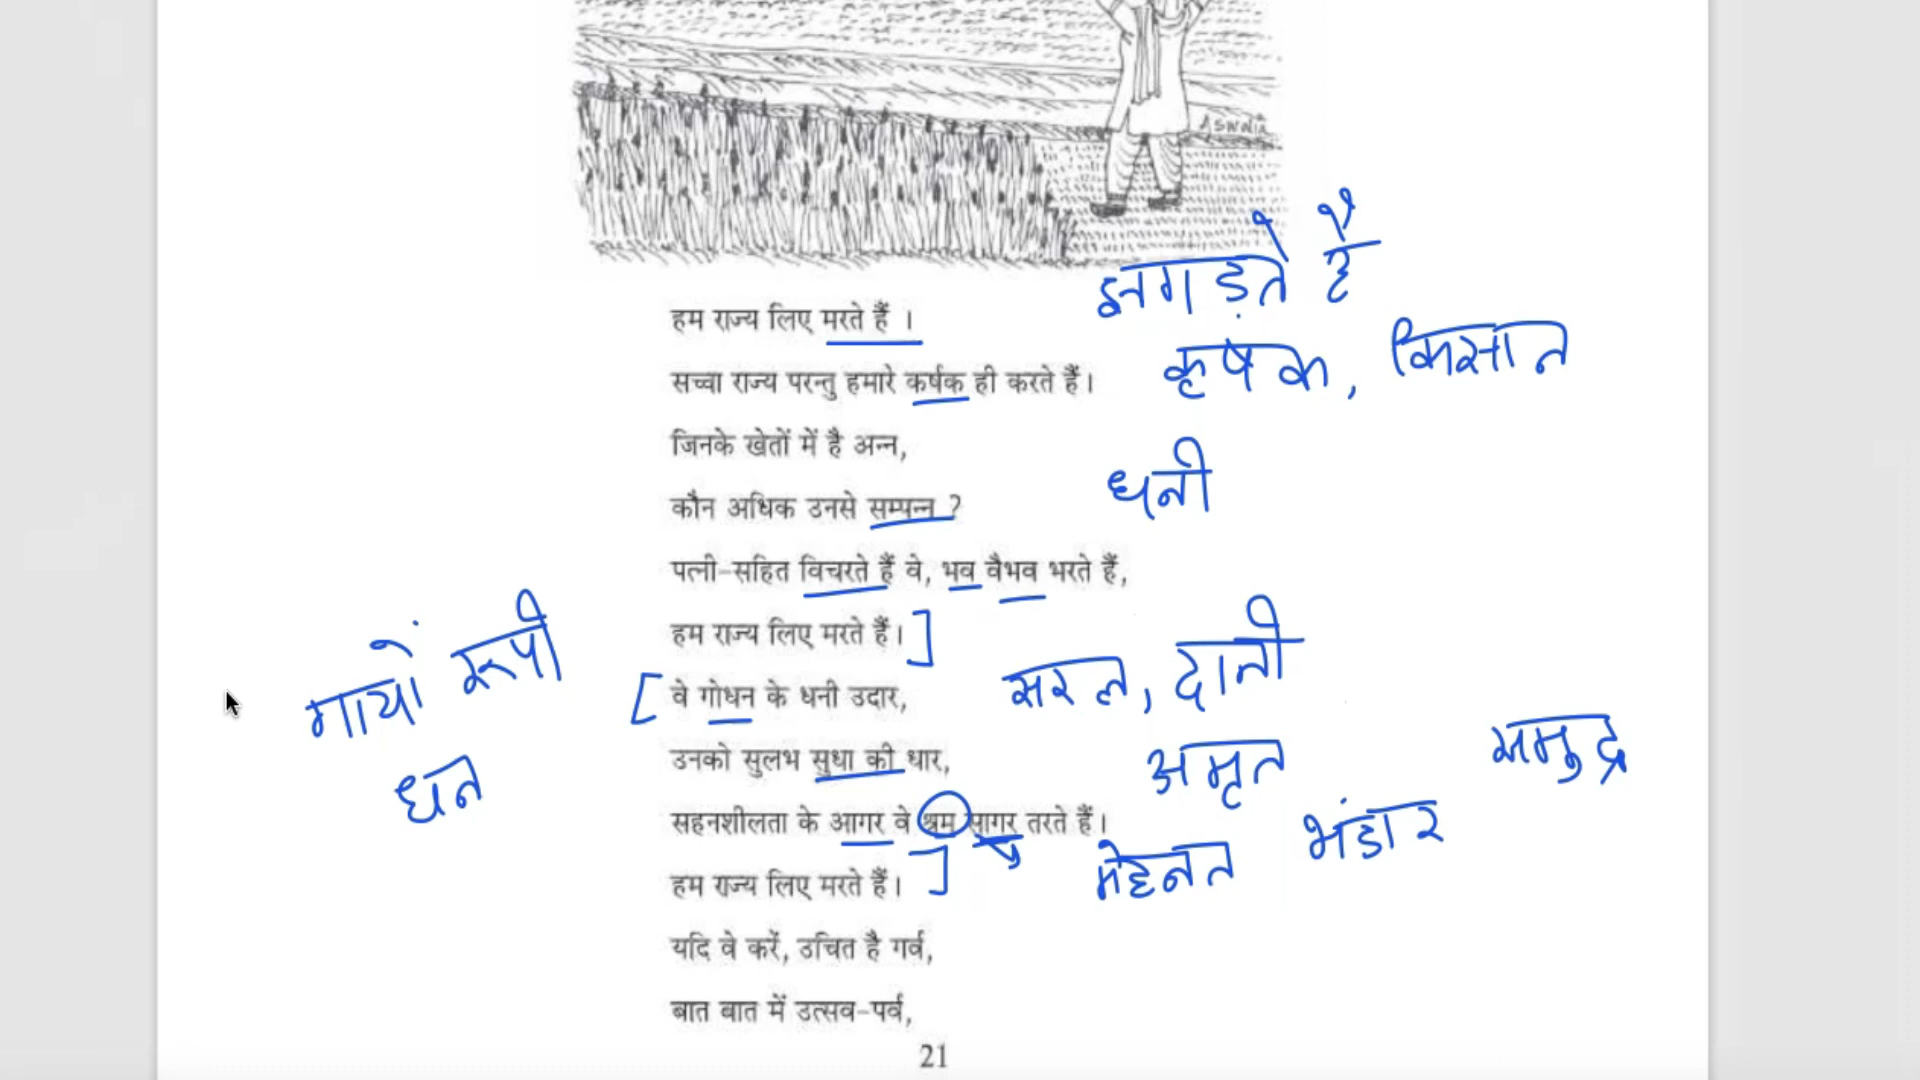 ASWALIA
झगड़ते है
हम राज्य लिए मरते हैं ।
सच्चा राज्य परन्तु हमारे कर्षक ही करते हैं। कृषक, किसान
जिनके खेतों में है अन्न,
कौन अधिक उनसे सम्पन्न ? धनी
पत्नी-सहित विचरते हैं वे, भव वैभव भरते हैं,
हम राज्य लिए मरते हैं। ]
गायों रूपी [ वे गोधन के धनी उदार, सरल, दानी
उनको सुलभ सुधा की धार, अमृत समुद्र
धन
सहनशीलता के आगर वे श्रम सागर तरते हैं। भंडार
हम राज्य लिए मरते हैं। ] मेहनत
यदि वे करें, उचित है गर्व,
बात बात में उत्सव-पर्व,
21